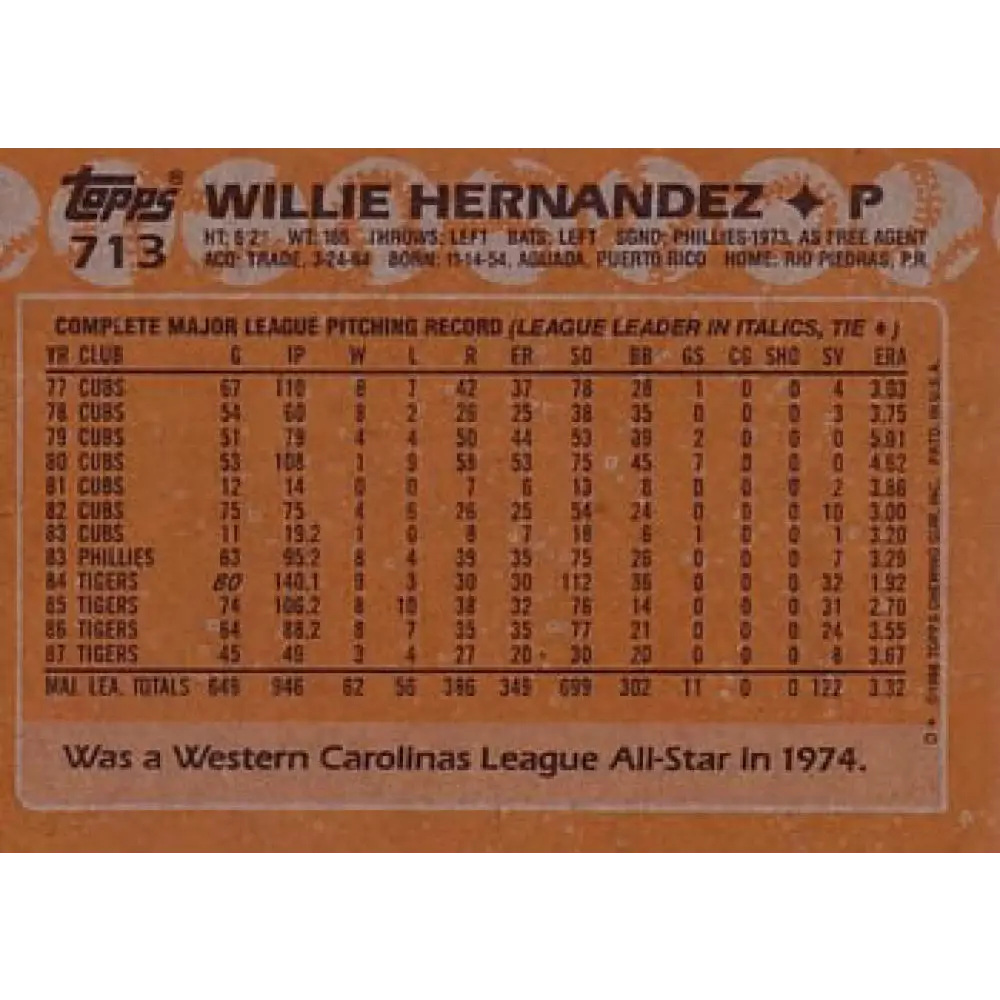 topps® WILLIE HERNANDEZ ✦ P
713
HT: 6'2" WT: 185 THROWS: LEFT BATS: LEFT SGND: PHILLIES-1973, AS FREE AGENT
ACQ: TRADE, 3-24-84 BORN: 11-14-54, AGUADA, PUERTO RICO HOME: RIO PIEDRAS, P.R.
COMPLETE MAJOR LEAGUE PITCHING RECORD (LEAGUE LEADER IN ITALICS, TIE ♦)
YR CLUB G IP W L R ER SO BB GS CG SHO SV ERA
77 CUBS 67 110 8 7 42 37 78 28 1 0 0 4 3.03
78 CUBS 54 60 8 2 26 25 38 35 0 0 0 3 3.75
79 CUBS 51 79 4 4 50 44 53 39 2 0 0 0 5.01
80 CUBS 53 108 1 9 58 53 75 45 7 0 0 0 4.42
81 CUBS 12 14 0 0 7 6 13 8 0 0 0 2 3.86
82 CUBS 75 75 4 6 26 25 54 24 0 0 0 10 3.00
83 CUBS 11 19.2 1 0 8 7 18 6 1 0 0 1 3.20
83 PHILLIES 63 95.2 8 4 39 35 75 26 0 0 0 7 3.29
84 TIGERS 80 140.1 9 3 30 30 112 36 0 0 0 32 1.92
85 TIGERS 74 106.2 8 10 38 32 76 14 0 0 0 31 2.70
86 TIGERS 64 88.2 8 7 35 35 77 21 0 0 0 24 3.55
87 TIGERS 45 49 3 4 27 20 30 20 0 0 0 8 3.67
MAJ. LEA. TOTALS 649 946 62 56 386 349 699 302 11 0 0 122 3.32
Was a Western Carolinas League All-Star in 1974.
D* ©1988 TOPPS CHEWING GUM, INC. PRTD. IN U.S.A.